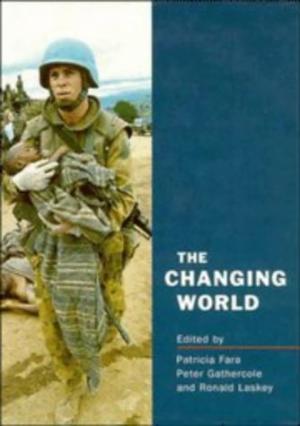 THE
CHANGING
WORLD
Edited by
Patricia Fara
Peter Gathercole
and Ronald Laskey